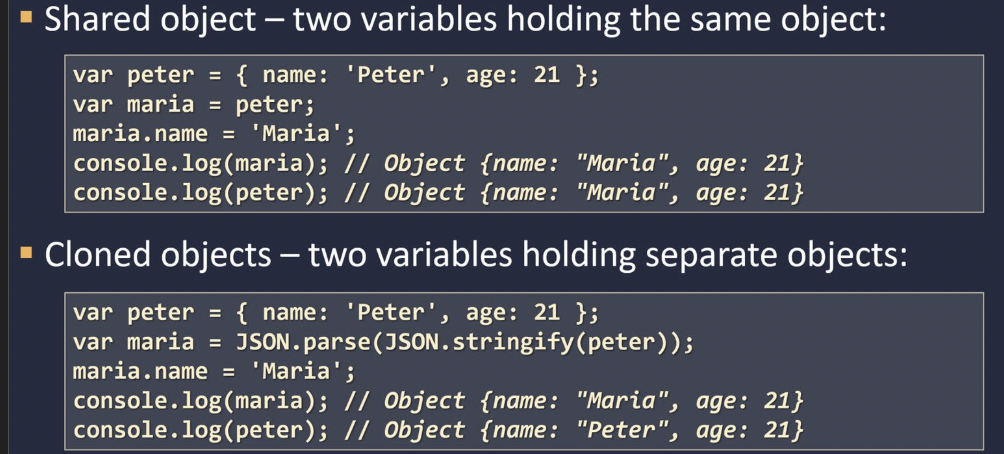 Shared object – two variables holding the same object:
var peter = { name: 'Peter', age: 21 };
var maria = peter;
maria.name = 'Maria';
console.log(maria); // Object {name: "Maria", age: 21}
console.log(peter); // Object {name: "Maria", age: 21}
Cloned objects – two variables holding separate objects:
var peter = { name: 'Peter', age: 21 };
var maria = JSON.parse(JSON.stringify(peter));
maria.name = 'Maria';
console.log(maria); // Object {name: "Maria", age: 21}
console.log(peter); // Object {name: "Peter", age: 21}